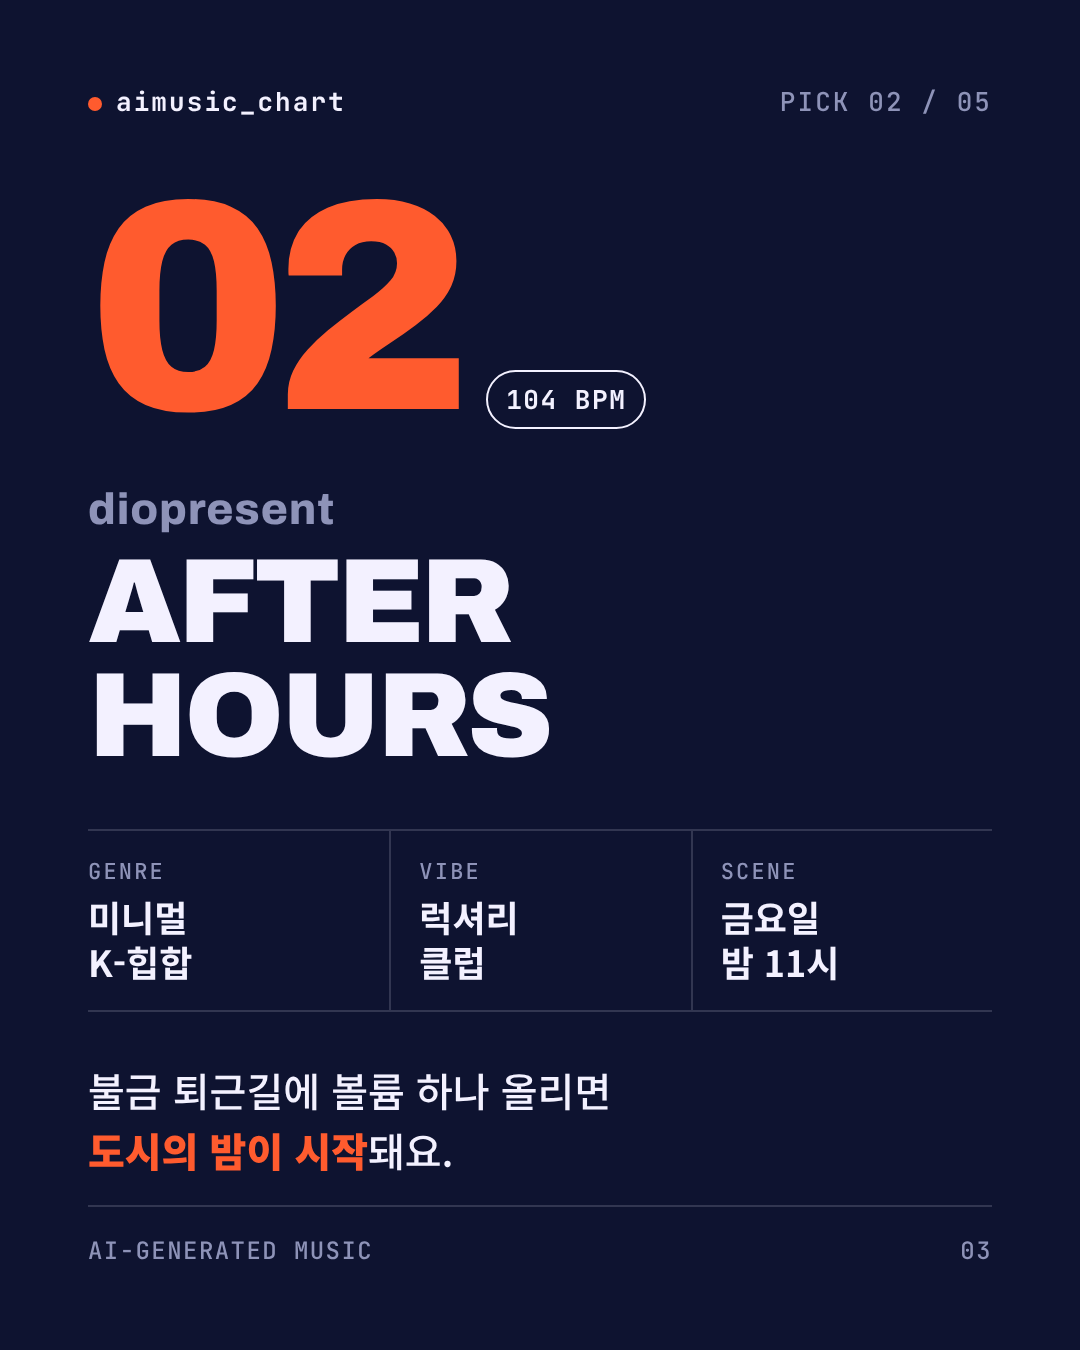 aimusic_chart
PICK 02 / 05
02
104 BPM
diopresent
AFTER
HOURS
GENRE
미니멀
K-힙합
VIBE
럭셔리
클럽
SCENE
금요일
밤 11시
불금 퇴근길에 볼륨 하나 올리면
도시의 밤이 시작돼요.
AI-GENERATED MUSIC
03